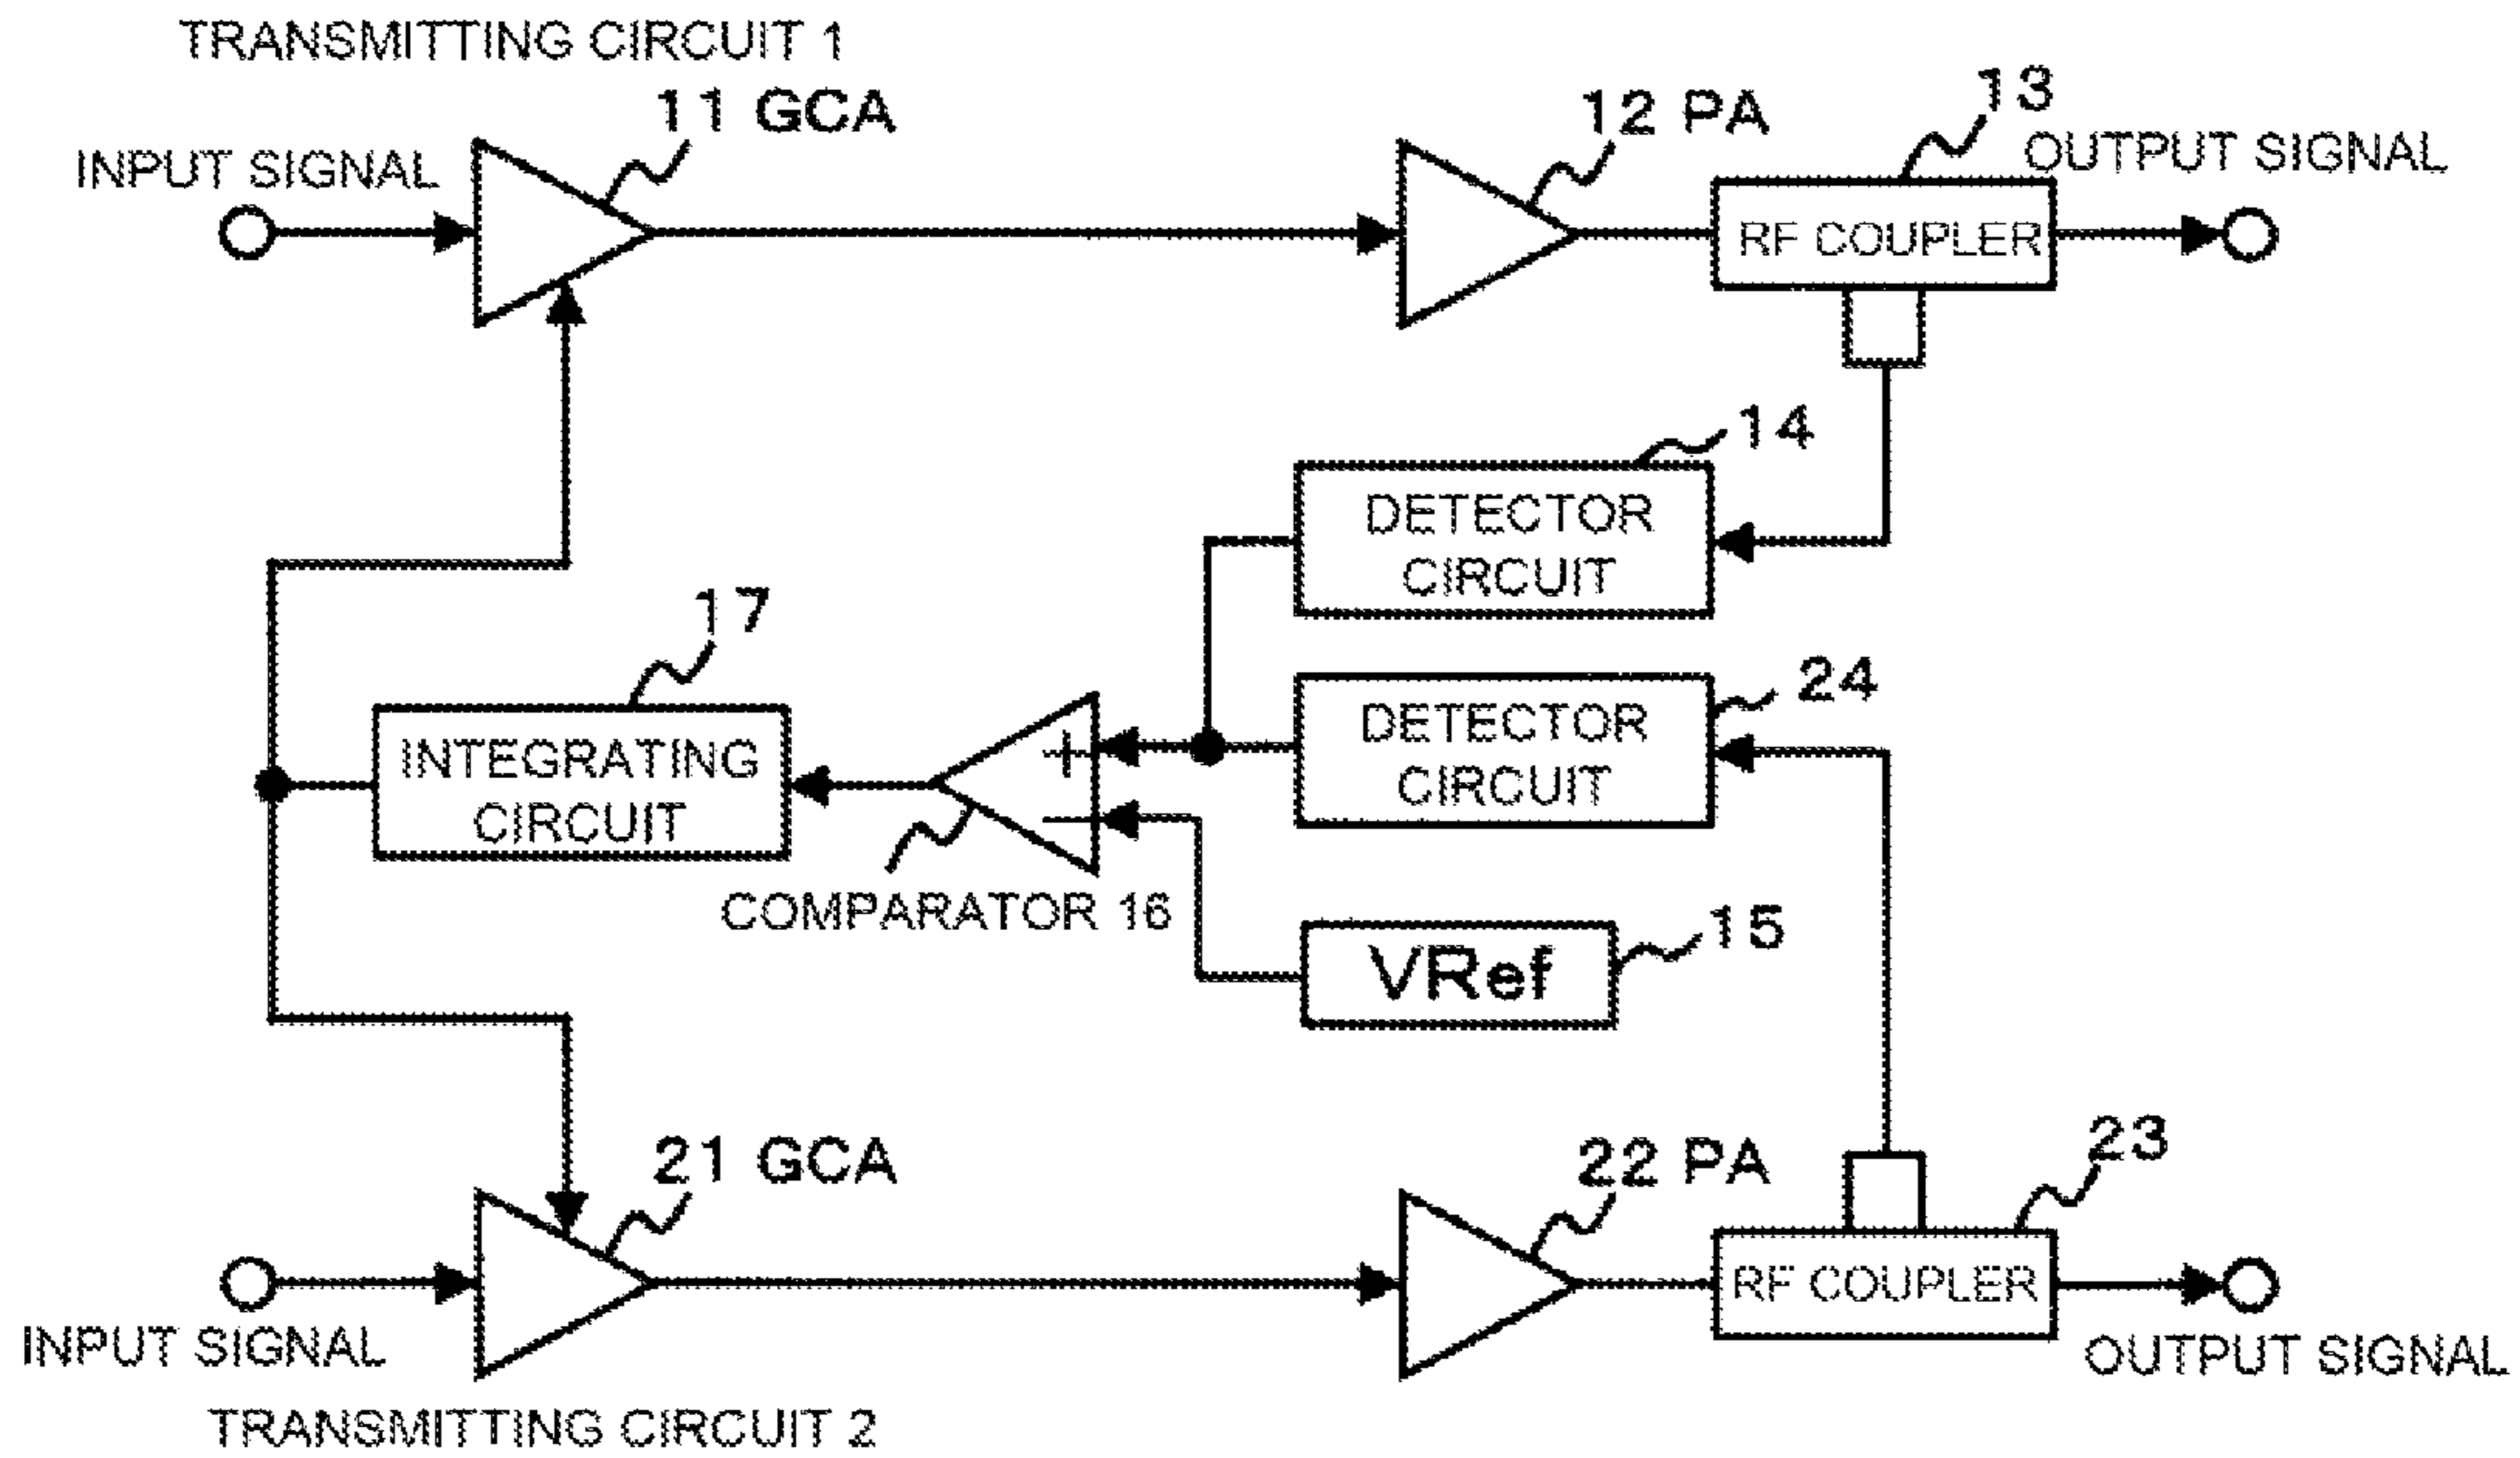 TRANSMITTING CIRCUIT 1
11 GCA
12 PA
13
INPUT SIGNAL
OUTPUT SIGNAL
RF COUPLER
14
DETECTOR
CIRCUIT
17
24
INTEGRATING
CIRCUIT
+
−
DETECTOR
CIRCUIT
COMPARATOR 16
15
VRef
21 GCA
22 PA
23
RF COUPLER
INPUT SIGNAL
OUTPUT SIGNAL
TRANSMITTING CIRCUIT 2